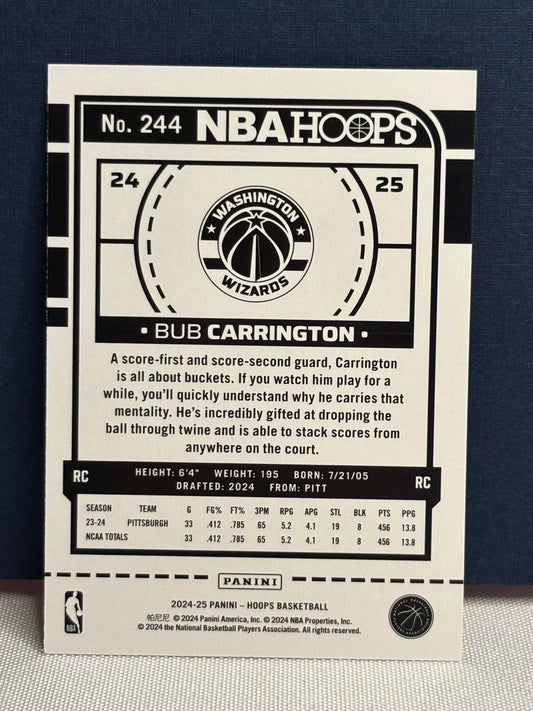 No. 244 NBA HOOPS
24 25
WASHINGTON
WIZARDS
• BUB CARRINGTON •
A score-first and score-second guard, Carrington
is all about buckets. If you watch him play for a
while, you'll quickly understand why he carries that
mentality. He's incredibly gifted at dropping the
ball through twine and is able to stack scores from
anywhere on the court.
RC HEIGHT: 6'4" WEIGHT: 195 BORN: 7/21/05 RC
DRAFTED: 2024 FROM: PITT
SEASON TEAM G FG% FT% 3PM RPG APG STL BLK PTS PPG
23-24 PITTSBURGH 33 .412 .785 65 5.2 4.1 19 8 456 13.8
NCAA TOTALS 33 .412 .785 65 5.2 4.1 19 8 456 13.8
PANINI
2024-25 PANINI – HOOPS BASKETBALL
帕尼尼 © 2024 Panini America, Inc. © 2024 NBA Properties, Inc.
© 2024 the National Basketball Players Association. All rights reserved.
NBA